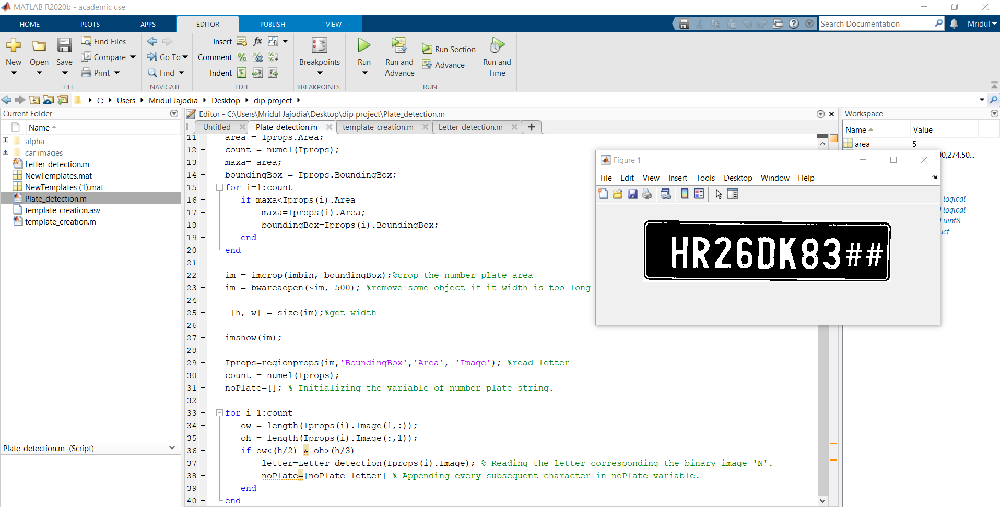 MATLAB R2020b - academic use
HOME PLOTS APPS EDITOR PUBLISH VIEW
Search Documentation
Mridul
New
Open
Save
Find Files
Compare
Print
FILE
Go To
Find
NAVIGATE
Insert
fx
fi
Comment
Indent
EDIT
Breakpoints
BREAKPOINTS
Run
Run and
Advance
Run Section
Advance
Run and
Time
RUN
C: Users Mridul Jajodia Desktop dip project
Current Folder
Name
alpha
car images
Letter_detection.m
NewTemplates.mat
NewTemplates (1).mat
Plate_detection.m
template_creation.asv
template_creation.m
Plate_detection.m (Script)
Editor - C:\Users\Mridul Jajodia\Desktop\dip project\Plate_detection.m
Untitled Plate_detection.m template_creation.m Letter_detection.m
11 area = Iprops.Area;
12 count = numel(Iprops);
13 maxa= area;
14 boundingBox = Iprops.BoundingBox;
15 for i=1:count
16 if maxa<Iprops(i).Area
17 maxa=Iprops(i).Area;
18 boundingBox=Iprops(i).BoundingBox;
19 end
20 end
21
22 im = imcrop(imbin, boundingBox);%crop the number plate area
23 im = bwareaopen(~im, 500); %remove some object if it width is too long
24
25 [h, w] = size(im);%get width
26
27 imshow(im);
28
29 Iprops=regionprops(im,'BoundingBox','Area', 'Image'); %read letter
30 count = numel(Iprops);
31 noPlate=[]; % Initializing the variable of number plate string.
32
33 for i=1:count
34 ow = length(Iprops(i).Image(1,:));
35 oh = length(Iprops(i).Image(:,1));
36 if ow<(h/2) & oh>(h/3)
37 letter=Letter_detection(Iprops(i).Image); % Reading the letter corresponding the binary image 'N'.
38 noPlate=[noPlate letter] % Appending every subsequent character in noPlate variable.
39 end
40 end
Workspace
Name Value
area 5
00,274.50...
logical
logical
uint8
uct
Figure 1
File Edit View Insert Tools Desktop Window Help
HR26DK83##